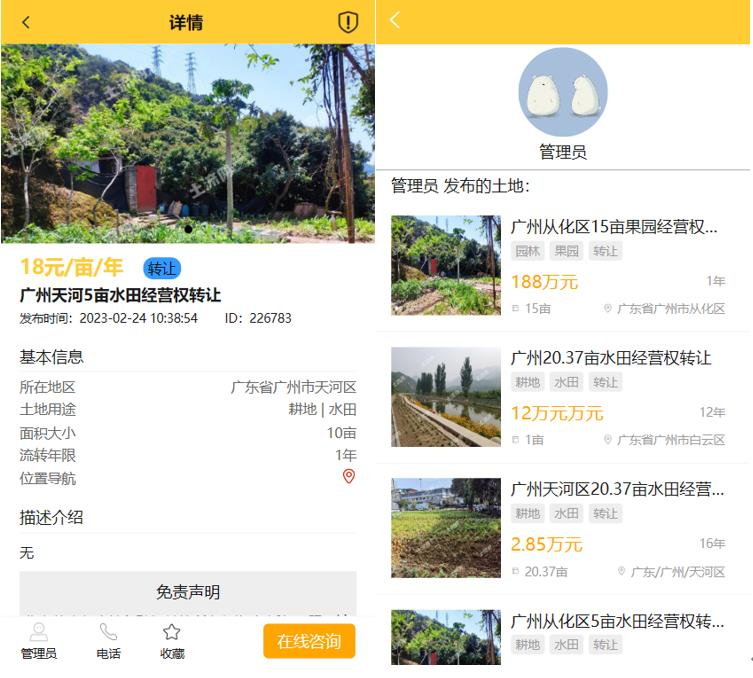 详情
18元/亩/年 转让
广州天河5亩水田经营权转让
发布时间：2023-02-24 10:38:54 ID：226783
基本信息
所在地区 广东省广州市天河区
土地用途 耕地 | 水田
面积大小 10亩
流转年限 1年
位置导航
描述介绍
无
免责声明
管理员 电话 收藏 在线咨询
管理员
管理员 发布的土地：
广州从化区15亩果园经营权...
园林 果园 转让
188万元 1年
15亩 广东省广州市从化区
广州20.37亩水田经营权转让
耕地 水田 转让
12万元万元 12年
1亩 广东省广州市白云区
广州天河区20.37亩水田经营...
耕地 水田 转让
2.85万元 16年
20.37亩 广东/广州/天河区
广州从化区5亩水田经营权转...
耕地 水田 转让